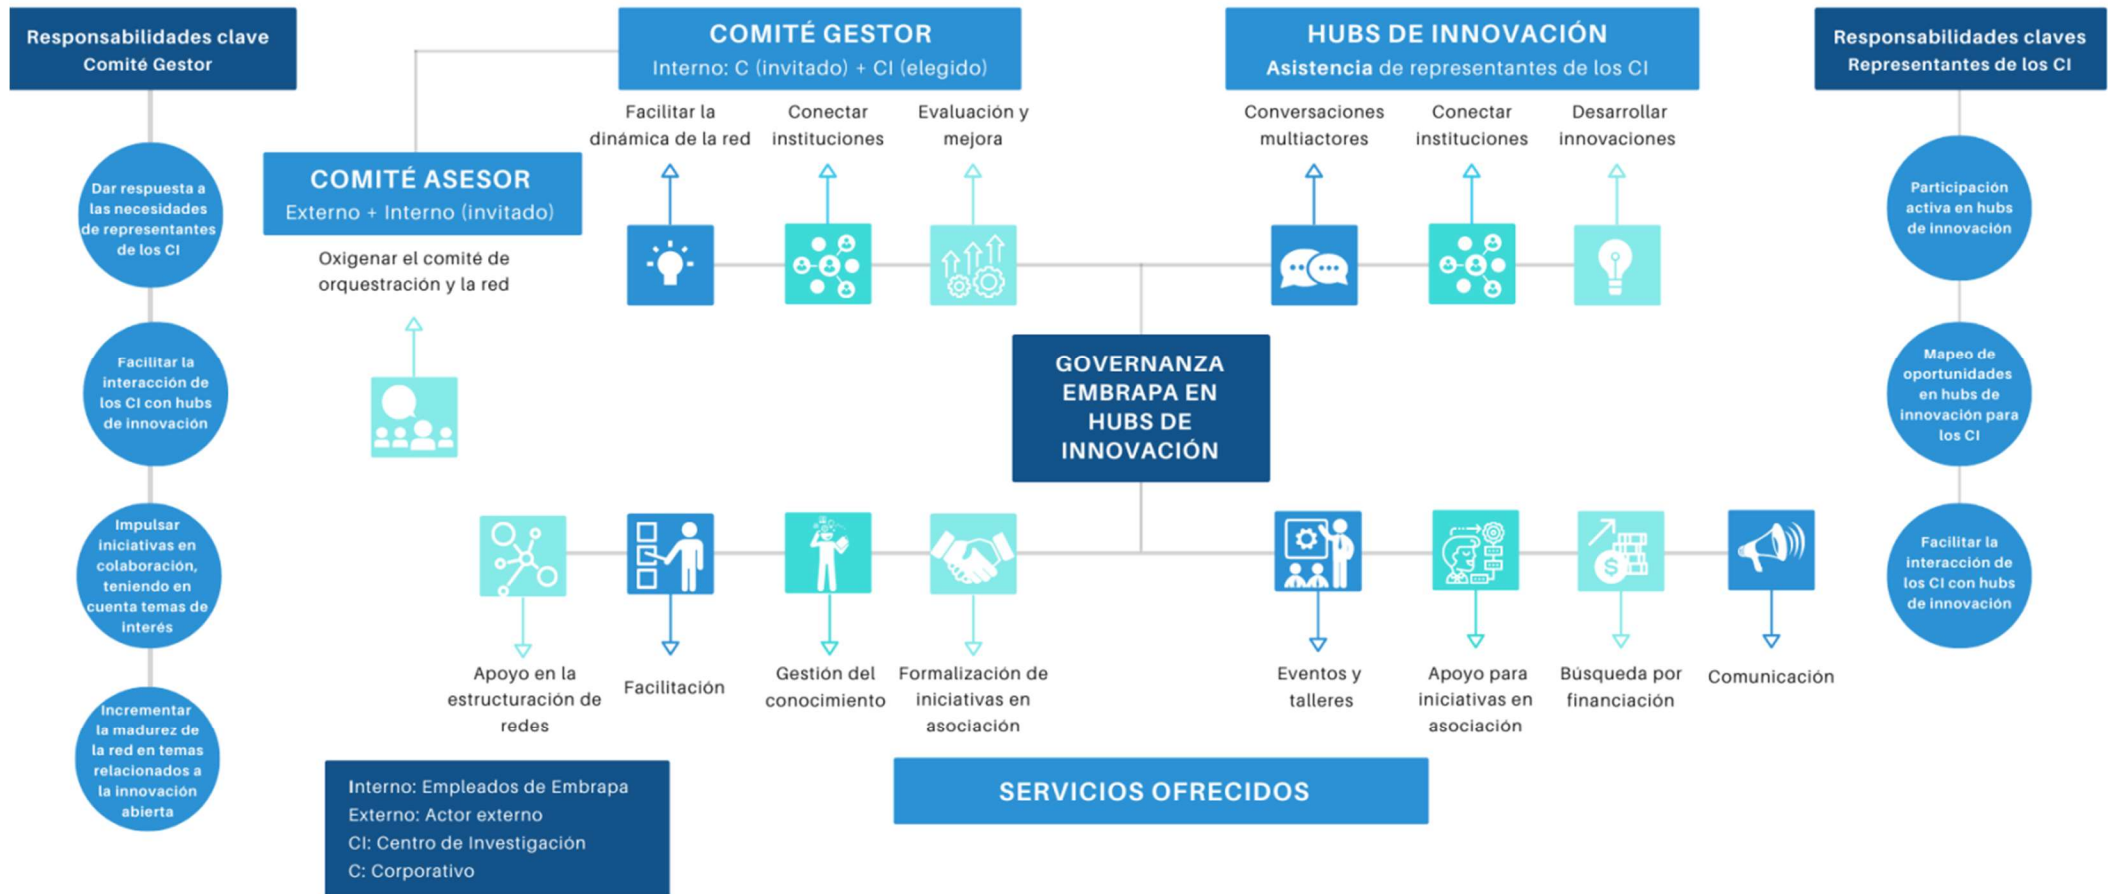 Responsabilidades clave
Comité Gestor
Dar respuesta a
las necesidades
de representantes
de los CI
Facilitar la
interacción de
los CI con hubs
de innovación
Impulsar
iniciativas en
colaboración,
teniendo en
cuenta temas de
interés
Incrementar
la madurez de
la red en temas
relacionados a
la innovación
abierta
COMITÉ ASESOR
Externo + Interno (invitado)
Oxigenar el comité de
orquestración y la red
COMITÉ GESTOR
Interno: C (invitado) + CI (elegido)
Facilitar la
dinámica de la red
Conectar
instituciones
Evaluación y
mejora
HUBS DE INNOVACIÓN
Asistencia de representantes de los CI
Conversaciones
multiactores
Conectar
instituciones
Desarrollar
innovaciones
Responsabilidades claves
Representantes de los CI
Participación
activa en hubs
de innovación
Mapeo de
oportunidades
en hubs de
innovación para
los CI
Facilitar la
interacción de
los CI con hubs
de innovación
GOVERNANZA
EMBRAPA EN
HUBS DE
INNOVACIÓN
Apoyo en la
estructuración de
redes
Facilitación
Gestión del
conocimiento
Formalización de
iniciativas en
asociación
$
Eventos y
talleres
Apoyo para
iniciativas en
asociación
Búsqueda por
financiación
Comunicación
SERVICIOS OFRECIDOS
Interno: Empleados de Embrapa
Externo: Actor externo
CI: Centro de Investigación
C: Corporativo